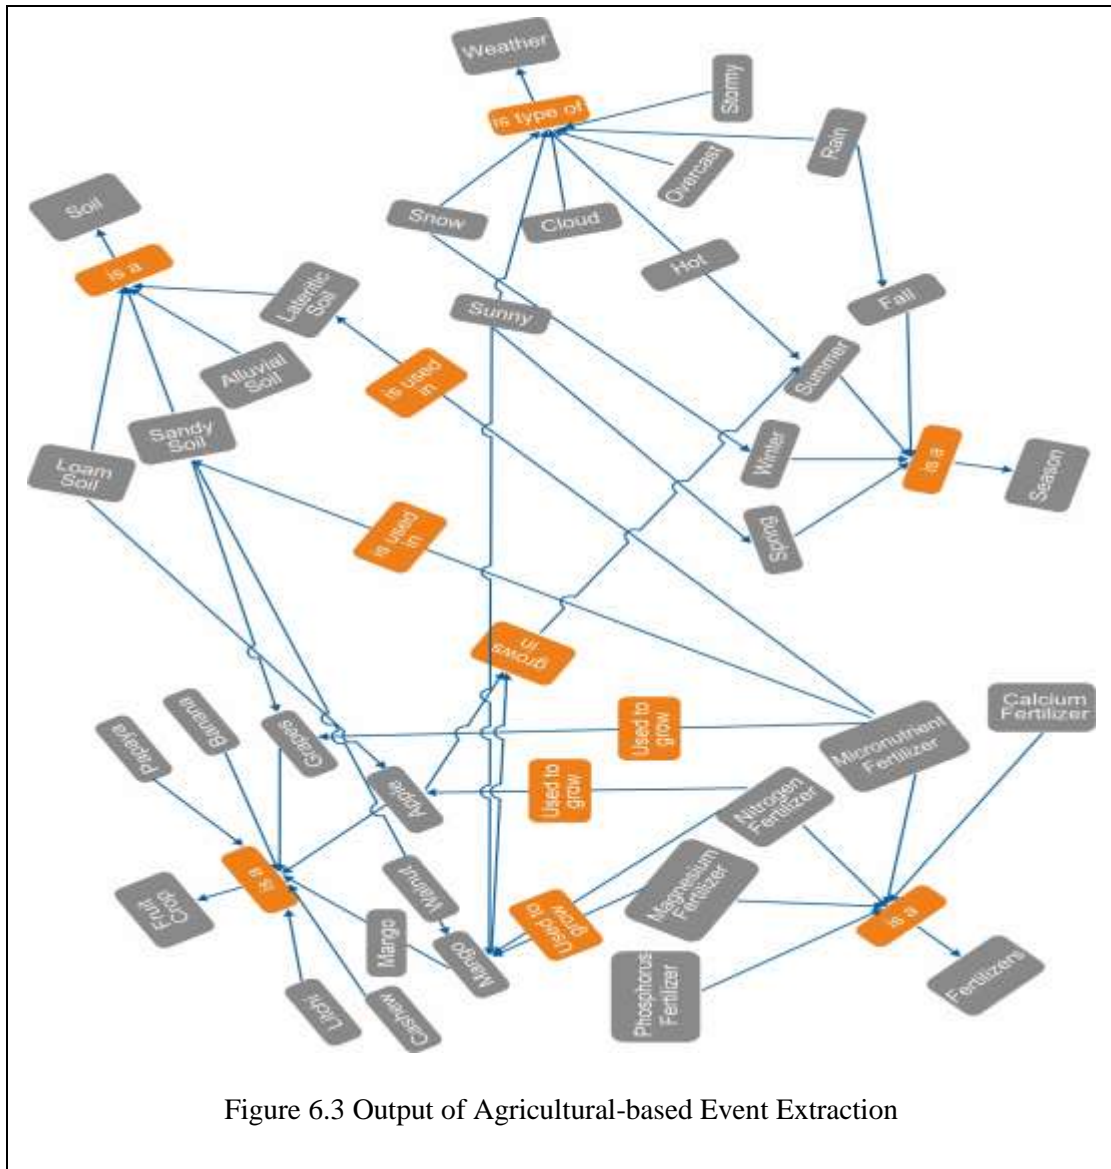 Weather
is type of
Stormy
Rain
Overcast
Snow
Cloud
Soil
is a
Hot
Lateritic
Soil
Fall
Sunny
Alluvial
Soil
is used
in
Summer
Sandy
Soil
Loam
Soil
Winter
is a
Season
is used
in
Spring
grows
in
Calcium
Fertilizer
Used to
grow
Micronutrient
Fertilizer
Banana
Papaya
Grapes
Apple
Used to
grow
Nitrogen
Fertilizer
is a
Fruit
Crop
Walnut
Magnesium
Fertilizer
Mango
Mango
Used to
grow
is a
Phosphorus
Fertilizer
Fertilizers
Litchi
Cashew
Figure 6.3 Output of Agricultural-based Event Extraction